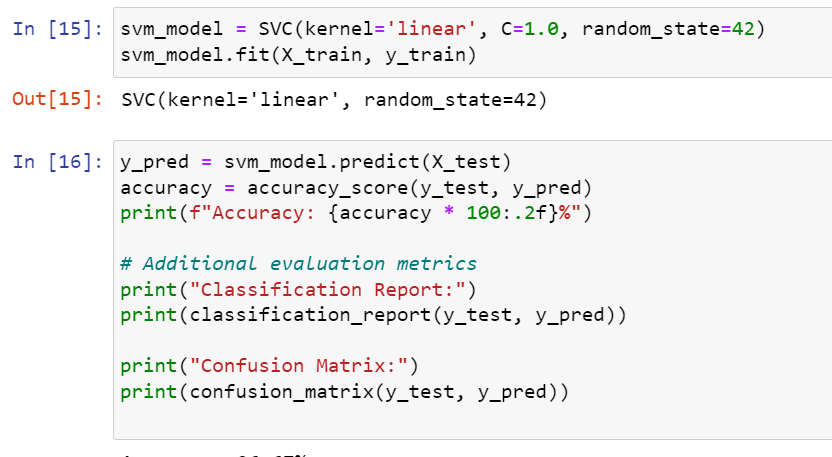 In [15]: svm_model = SVC(kernel='linear', C=1.0, random_state=42)
svm_model.fit(X_train, y_train)
Out[15]: SVC(kernel='linear', random_state=42)
In [16]: y_pred = svm_model.predict(X_test)
accuracy = accuracy_score(y_test, y_pred)
print(f"Accuracy: {accuracy * 100:.2f}%")
# Additional evaluation metrics
print("Classification Report:")
print(classification_report(y_test, y_pred))
print("Confusion Matrix:")
print(confusion_matrix(y_test, y_pred))